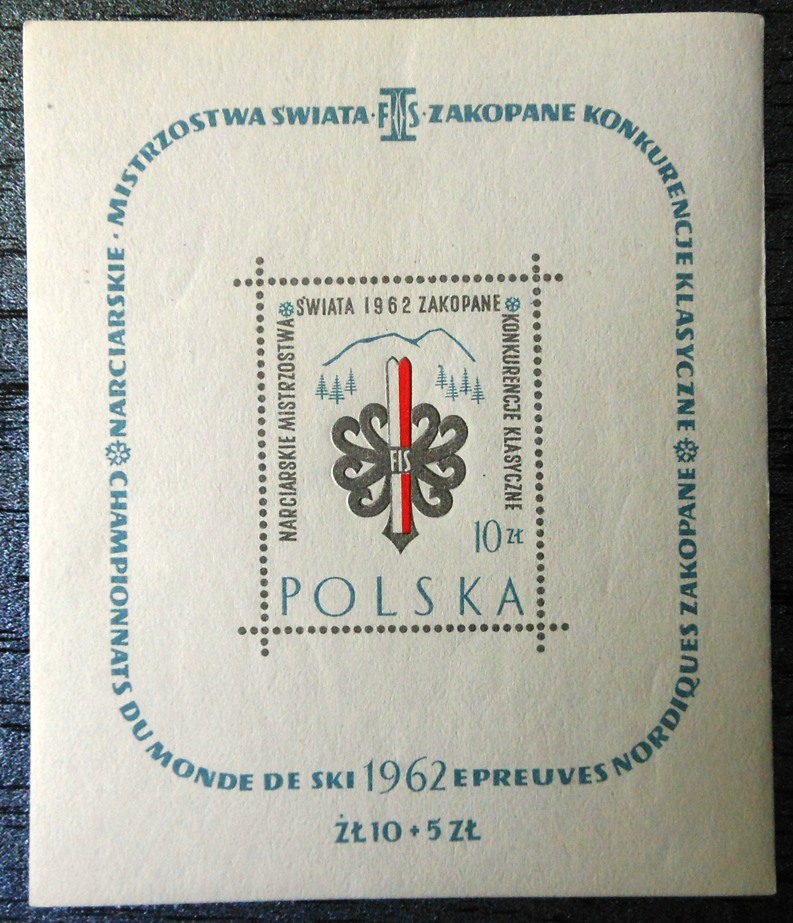 NARCIARSKIE · MISTRZOSTWA ŚWIATA · FIS · ZAKOPANE KONKURENCJE KLASYCZNE
NARCIARSKIE MISTRZOSTWA
ŚWIATA 1962 ZAKOPANE
KONKURENCJE KLASYCZNE
FIS
10 ZŁ
POLSKA
CHAMPIONNATS DU MONDE DE SKI 1962 EPREUVES NORDIQUES ZAKOPANE
ŻŁ 10 + 5 ZŁ